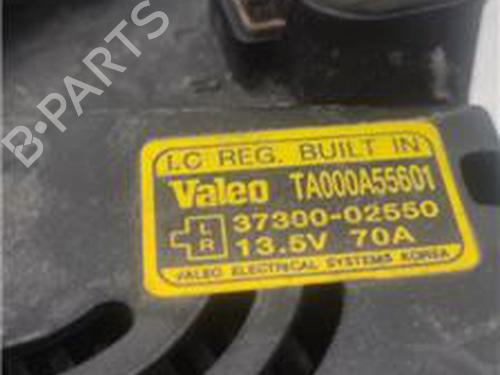 B-PARTS
I.C REG. BUILT IN
Valeo TA000A55601
L 37300-02550
R 13.5V 70A
VALEO ELECTRICAL SYSTEMS KOREA